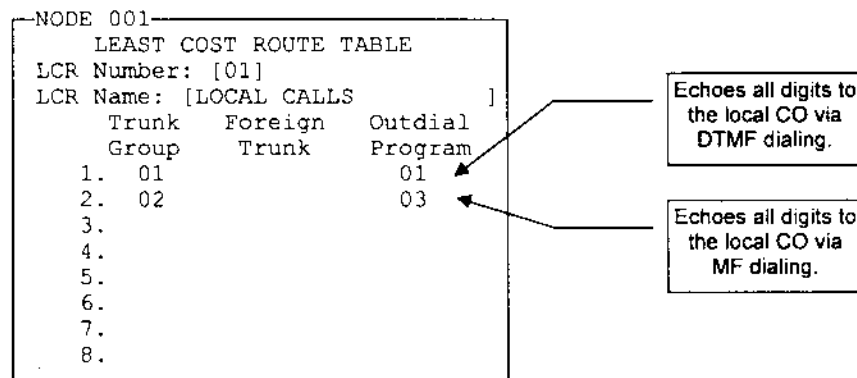 NODE 001
LEAST COST ROUTE TABLE
LCR Number: [01]
LCR Name: [LOCAL CALLS ]
Trunk Foreign Outdial
Group Trunk Program
1. 01 01
2. 02 03
3.
4.
5.
6.
7.
8.
Echoes all digits to
the local CO via
DTMF dialing.
Echoes all digits to
the local CO via
MF dialing.